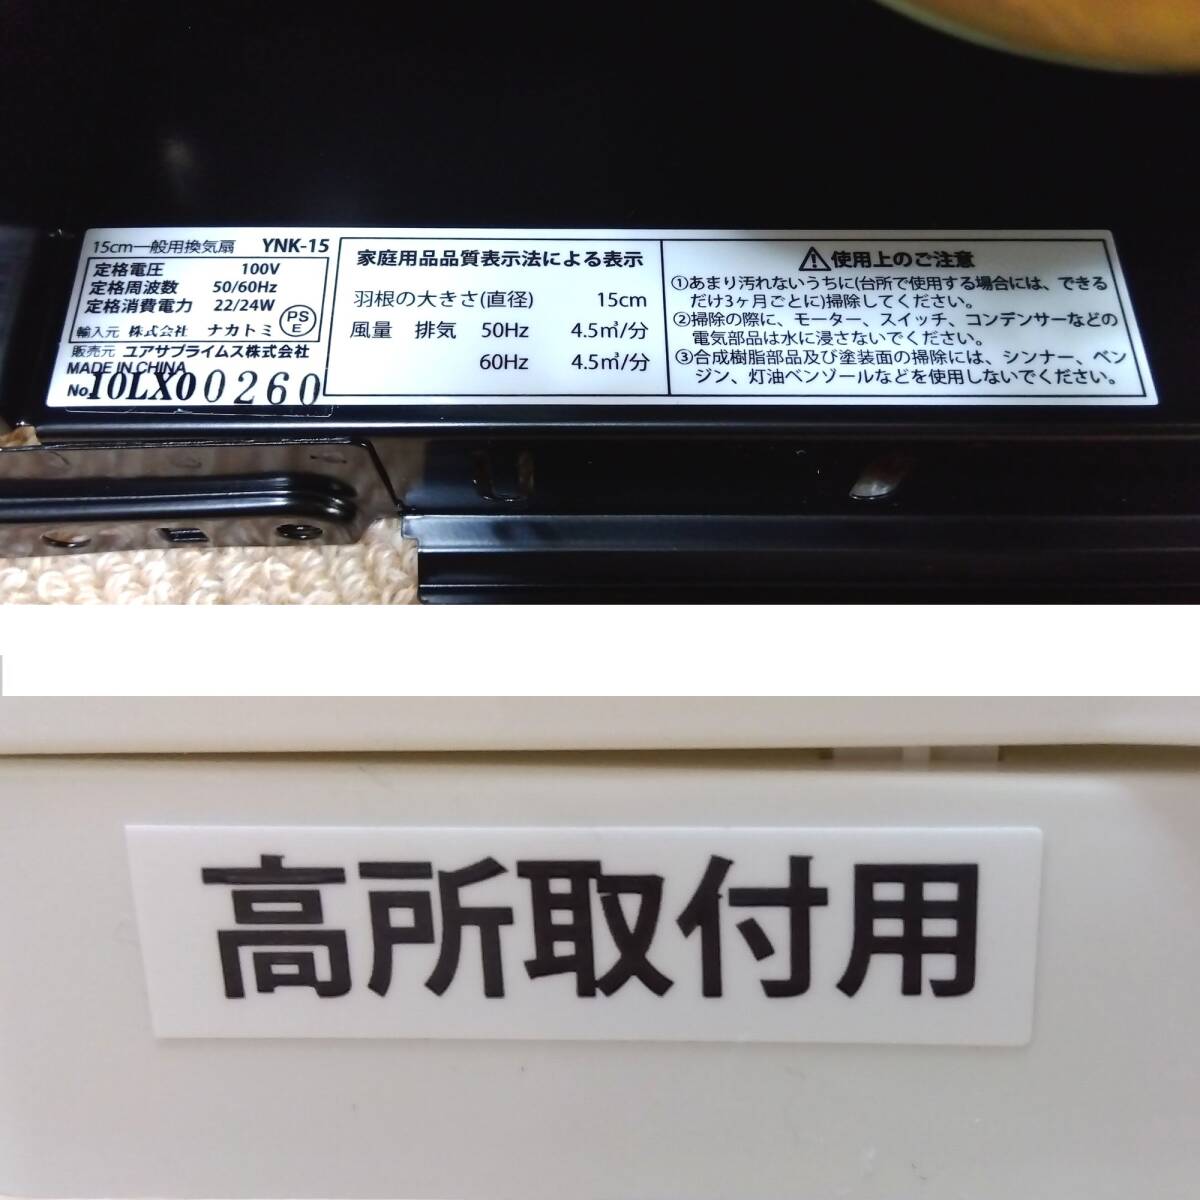 15cm一般用換気扇 YNK-15
定格電圧 100V
定格周波数 50/60Hz
定格消費電力 22/24W
輸入元 株式会社 ナカトミ
PS
E
販売元 ユアサプライムス株式会社
MADE IN CHINA
No.10LX000260
家庭用品品質表示法による表示
羽根の大きさ(直径) 15cm
風量 排気 50Hz 4.5㎥/分
60Hz 4.5㎥/分
⚠使用上のご注意
①あまり汚れないうちに(台所で使用する場合には、できる
だけ3ヶ月ごとに)掃除してください。
②掃除の際に、モーター、スイッチ、コンデンサーなどの
電気部品は水に浸さないでください。
③合成樹脂部品及び塗装面の掃除には、シンナー、ベン
ジン、灯油ベンゾールなどを使用しないでください。
高所取付用